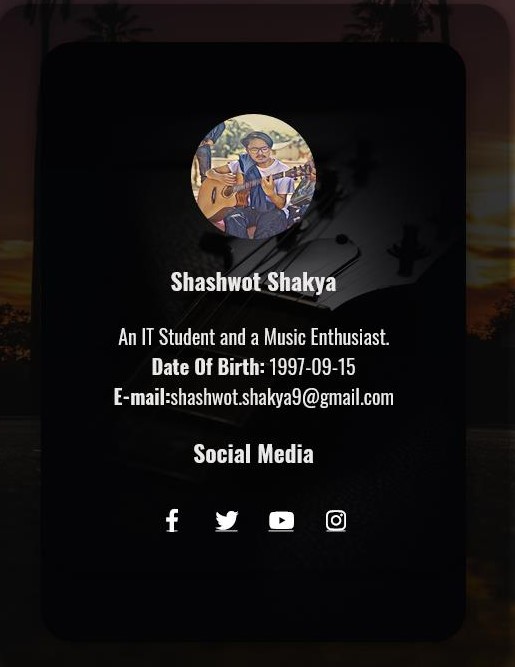 Shashwot Shakya
An IT Student and a Music Enthusiast.
Date Of Birth: 1997-09-15
E-mail:shashwot.shakya9@gmail.com
Social Media